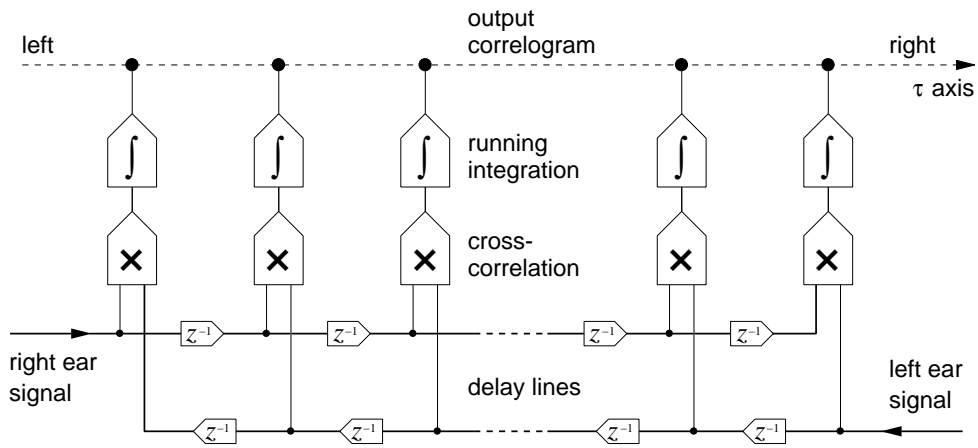 output
left
correlogram
right
τ axis
∫ ∫ ∫ ∫ ∫
running
integration
cross-
correlation
× × × × ×
z⁻¹ z⁻¹ z⁻¹ z⁻¹
right ear
signal
delay lines
left ear
signal
z⁻¹ z⁻¹ z⁻¹ z⁻¹